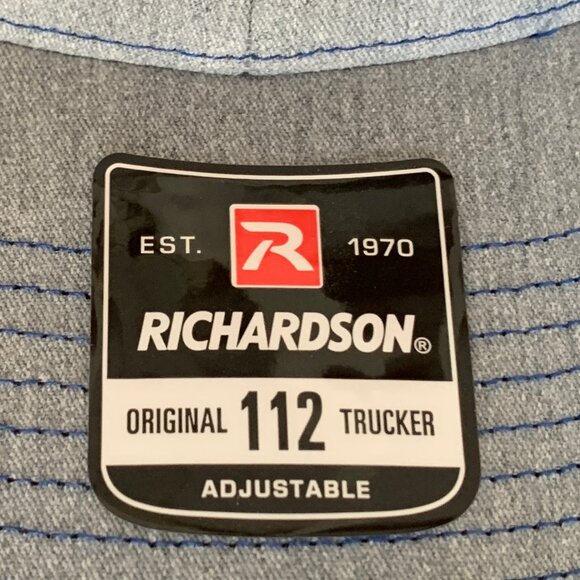 EST. R 1970
RICHARDSON®
ORIGINAL 112 TRUCKER
ADJUSTABLE